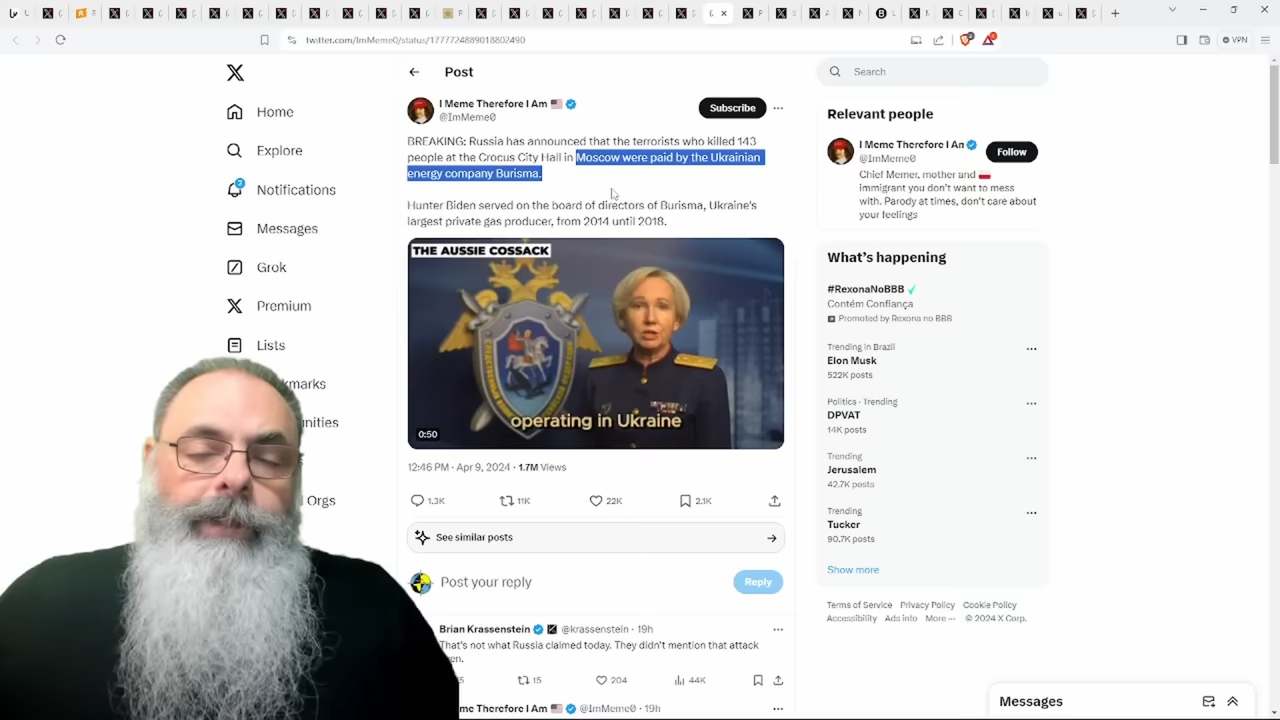 twitter.com/ImMeme0/status/1777724889018802490
VPN
Home
Explore
Notifications
2
Messages
Grok
Premium
Lists
kmarks
nities
Orgs
Post
I Meme Therefore I Am
@ImMeme0
Subscribe
BREAKING: Russia has announced that the terrorists who killed 143
people at the Crocus City Hall in Moscow were paid by the Ukrainian
energy company Burisma.
Hunter Biden served on the board of directors of Burisma, Ukraine's
largest private gas producer, from 2014 until 2018.
THE AUSSIE COSSACK
operating in Ukraine
0:50
12:46 PM · Apr 9, 2024 · 1.7M Views
1.3K 11K 22K 2.1K
See similar posts
Post your reply
Reply
Brian Krassenstein @krassenstein · 19h
That's not what Russia claimed today. They didn't mention that attack
en.
15 204 44K
me Therefore I Am @ImMeme0 · 19h
Search
Relevant people
I Meme Therefore I Am
@ImMeme0
Follow
Chief Memer, mother and
immigrant you don't want to mess
with. Parody at times, don't care about
your feelings
What's happening
#RexonaNoBBB
Contém Confiança
Promoted by Rexona no BBB
Trending in Brazil
Elon Musk
522K posts
Politics · Trending
DPVAT
14K posts
Trending
Jerusalem
42.7K posts
Trending
Tucker
90.7K posts
Show more
Terms of Service Privacy Policy Cookie Policy
Accessibility Ads info More ··· © 2024 X Corp.
Messages